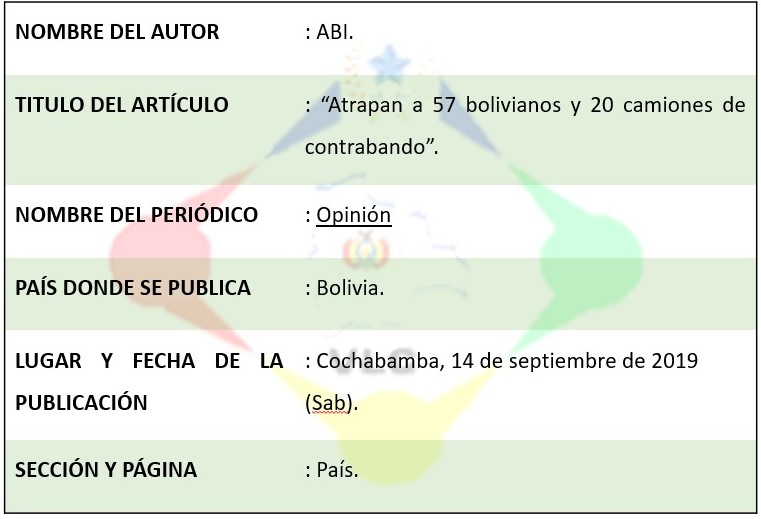 NOMBRE DEL AUTOR : ABI.
TITULO DEL ARTÍCULO : “Atrapan a 57 bolivianos y 20 camiones de
contrabando”.
NOMBRE DEL PERIÓDICO : Opinión
PAÍS DONDE SE PUBLICA : Bolivia.
LUGAR Y FECHA DE LA : Cochabamba, 14 de septiembre de 2019
PUBLICACIÓN (Sab).
SECCIÓN Y PÁGINA : País.